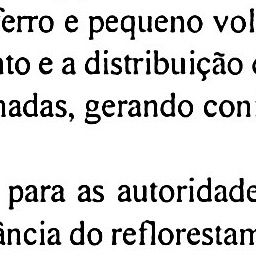 ferro e pequeno vol
nto e a distribuição
nadas, gerando con
para as autoridade
ância do reflorestam